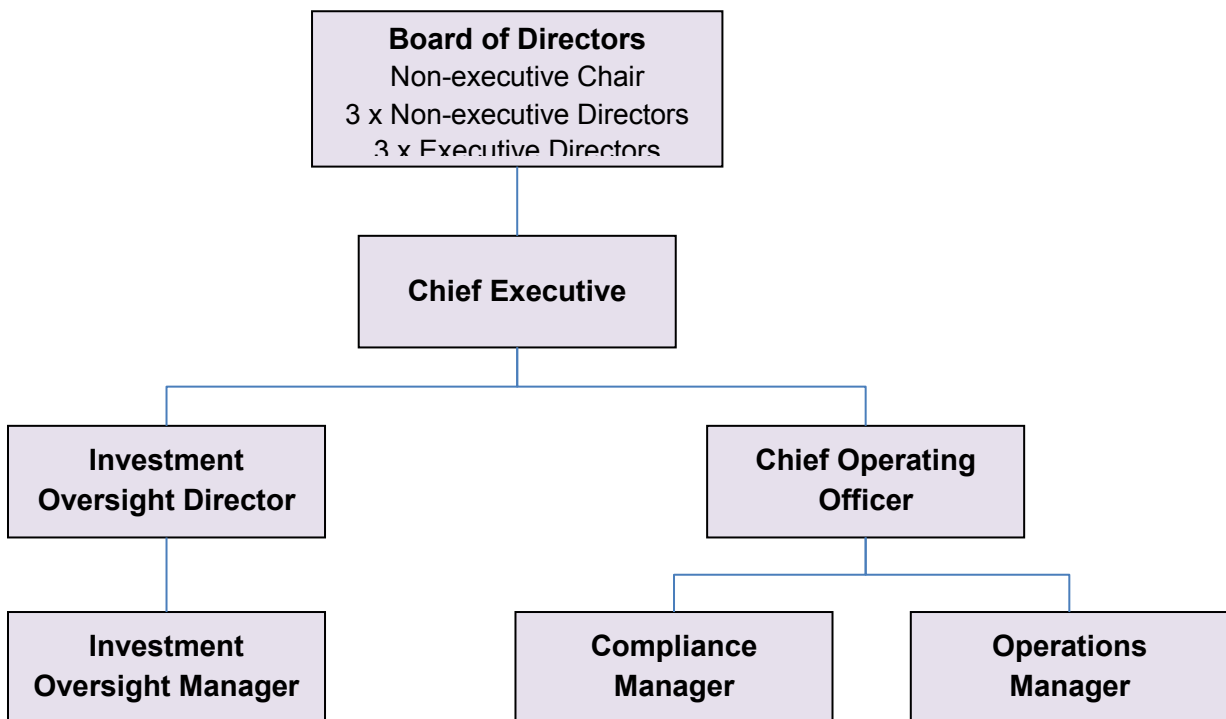 Board of Directors
Non-executive Chair
3 x Non-executive Directors
3 x Executive Directors
Chief Executive
Investment
Oversight Director
Chief Operating
Officer
Investment
Oversight Manager
Compliance
Manager
Operations
Manager